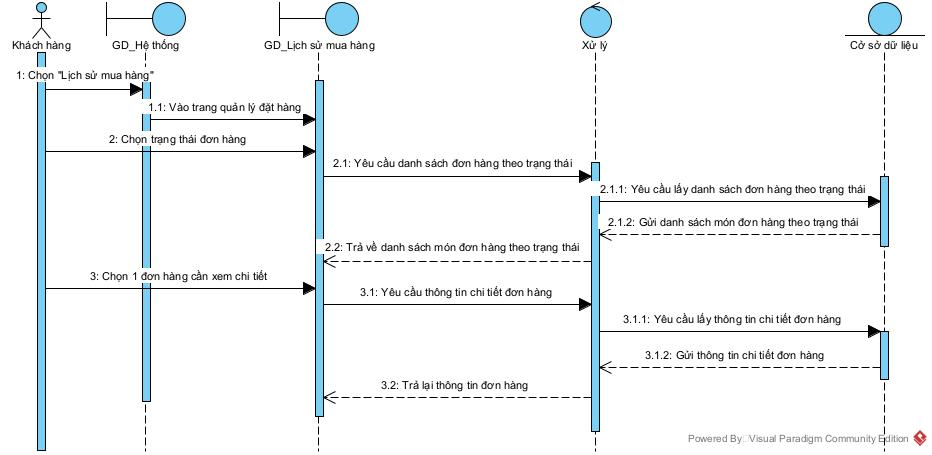 Khách hàng
GD_Hệ thống
GD_Lịch sử mua hàng
Xử lý
Cở sở dữ liệu
1: Chọn "Lịch sử mua hàng"
1.1: Vào trang quản lý đặt hàng
2: Chọn trạng thái đơn hàng
2.1: Yêu cầu danh sách đơn hàng theo trạng thái
2.1.1: Yêu cầu lấy danh sách đơn hàng theo trạng thái
2.1.2: Gửi danh sách món đơn hàng theo trạng thái
2.2: Trả về danh sách món đơn hàng theo trạng thái
3: Chọn 1 đơn hàng cần xem chi tiết
3.1: Yêu cầu thông tin chi tiết đơn hàng
3.1.1: Yêu cầu lấy thông tin chi tiết đơn hàng
3.1.2: Gửi thông tin chi tiết đơn hàng
3.2: Trả lại thông tin đơn hàng
Powered By Visual Paradigm Community Edition